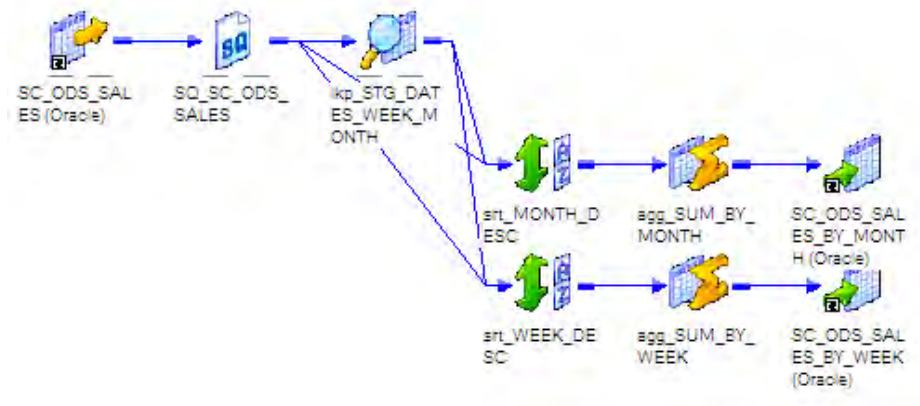 SC_ODS_SAL
ES (Oracle)
SQ
SQ_SC_ODS_
SALES
lkp_STG_DAT
ES_WEEK_M
ONTH
A
Z
srt_MONTH_D
ESC
agg_SUM_BY_
MONTH
SC_ODS_SAL
ES_BY_MONT
H (Oracle)
A
Z
srt_WEEK_DE
SC
agg_SUM_BY_
WEEK
SC_ODS_SAL
ES_BY_WEEK
(Oracle)